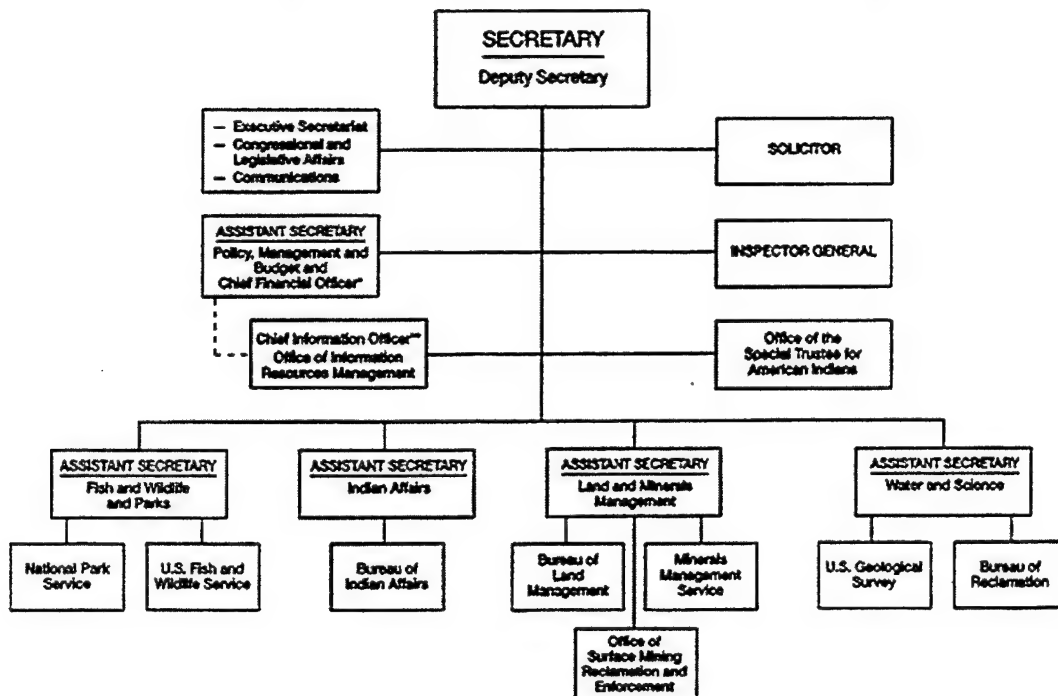 SECRETARY
Deputy Secretary
— Executive Secretariat
— Congressional and
Legislative Affairs
— Communications
SOLICITOR
ASSISTANT SECRETARY
Policy, Management and
Budget and
Chief Financial Officer*
INSPECTOR GENERAL
Chief Information Officer**
Office of Information
Resources Management
Office of the
Special Trustee for
American Indians
ASSISTANT SECRETARY
Fish and Wildlife
and Parks
ASSISTANT SECRETARY
Indian Affairs
ASSISTANT SECRETARY
Land and Minerals
Management
ASSISTANT SECRETARY
Water and Science
National Park
Service
U.S. Fish and
Wildlife Service
Bureau of
Indian Affairs
Bureau of
Land
Management
Minerals
Management
Service
U.S. Geological
Survey
Bureau of
Reclamation
Office of
Surface Mining
Reclamation and
Enforcement